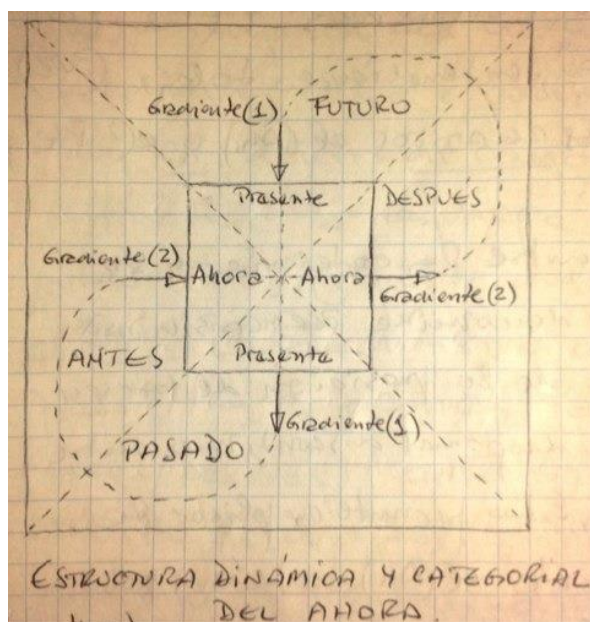 Gradiente(1) FUTURO
Presente DESPUES
Gradiente(2)
Ahora Ahora
Gradiente(2)
ANTES Presente
Gradiente(1)
PASADO
ESTRUCTURA DINÁMICA Y CATEGORIAL
DEL AHORA.